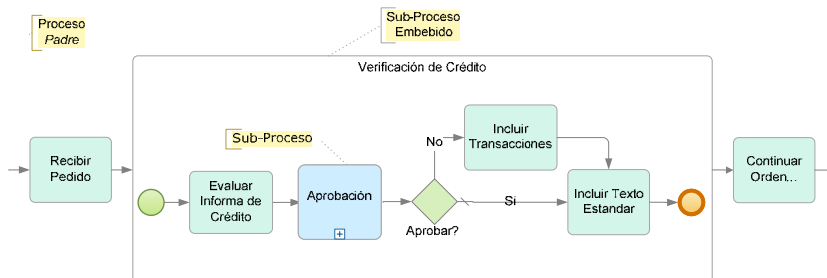 Proceso
Padre
Sub-Proceso
Embebido
Verificación de Crédito
Sub-Proceso
Recibir
Pedido
Evaluar
Informa de
Crédito
Aprobación
Aprobar?
No
Si
Incluir
Transacciones
Incluir Texto
Estandar
Continuar
Orden...